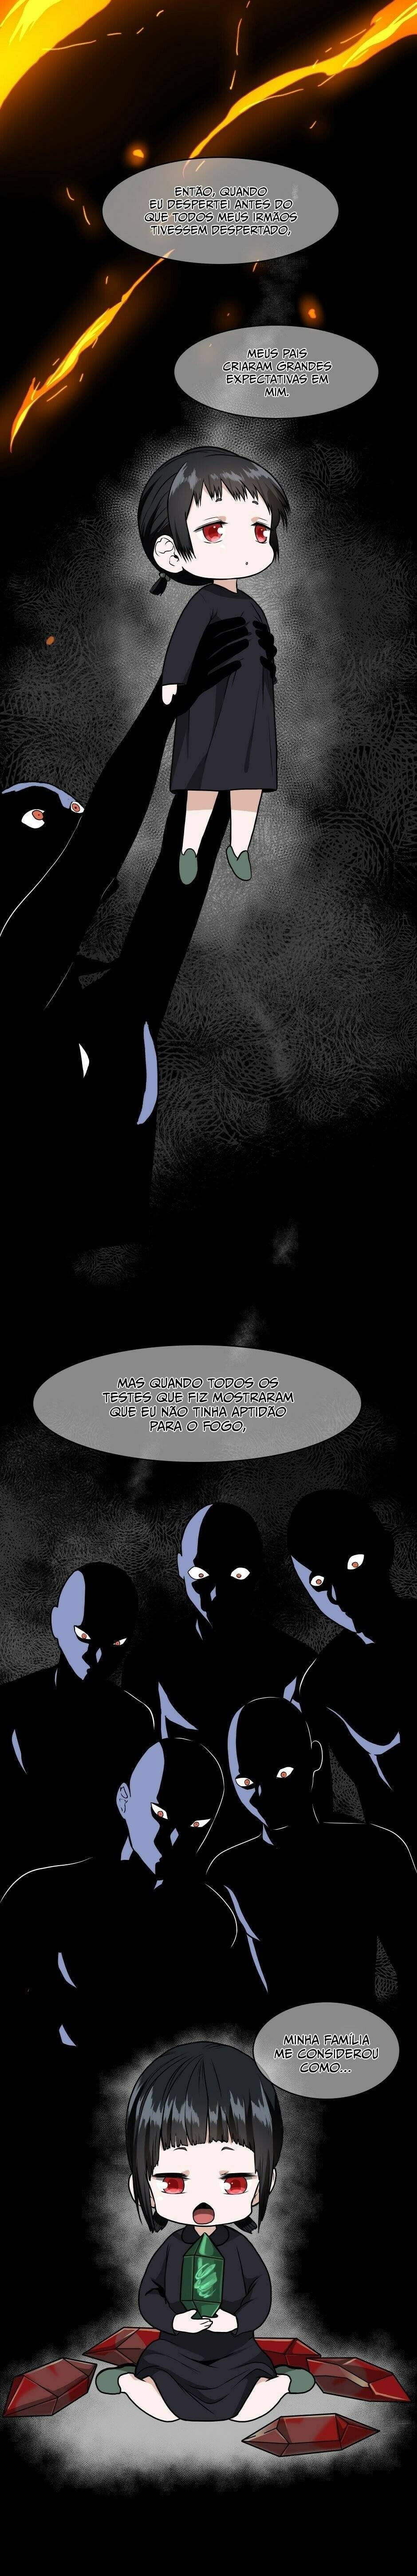 ENTÃO, QUANDO
EU DESPERTEI ANTES DO
QUE TODOS MEUS IRMÃOS
TIVESSEM DESPERTADO,
MEUS PAIS
CRIARAM GRANDES
EXPECTATIVAS EM
MIM.
MAS QUANDO TODOS OS
TESTES QUE FIZ MOSTRARAM
QUE EU NÃO TINHA APTIDÃO
PARA O FOGO,
MINHA FAMÍLIA
ME CONSIDEROU
COMO...